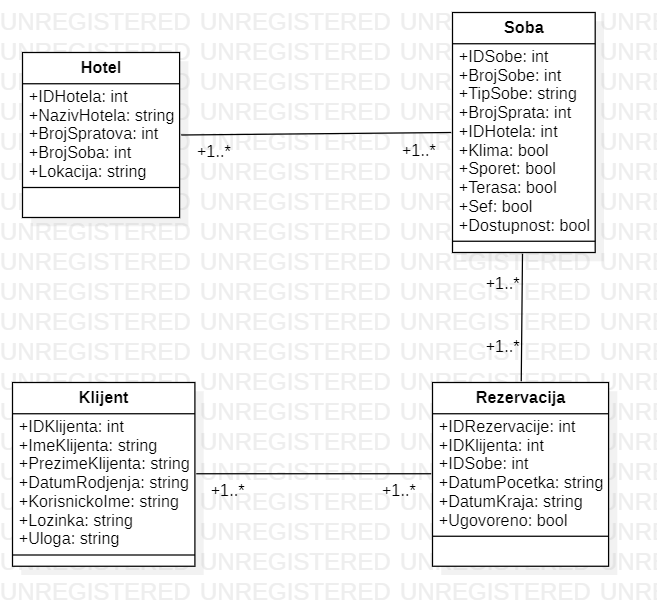 Hotel
+IDHotela: int
+NazivHotela: string
+BrojSpratova: int
+BrojSoba: int
+Lokacija: string
Soba
+IDSobe: int
+BrojSobe: int
+TipSobe: string
+BrojSprata: int
+IDHotela: int
+Klima: bool
+Sporet: bool
+Terasa: bool
+Sef: bool
+Dostupnost: bool
+1..*
+1..*
+1..*
+1..*
Klijent
+IDKlijenta: int
+ImeKlijenta: string
+PrezimeKlijenta: string
+DatumRodjenja: string
+KorisnickoIme: string
+Lozinka: string
+Uloga: string
Rezervacija
+IDRezervacije: int
+IDKlijenta: int
+IDSobe: int
+DatumPocetka: string
+DatumKraja: string
+Ugovoreno: bool
+1..*
+1..*
UNREGISTERED